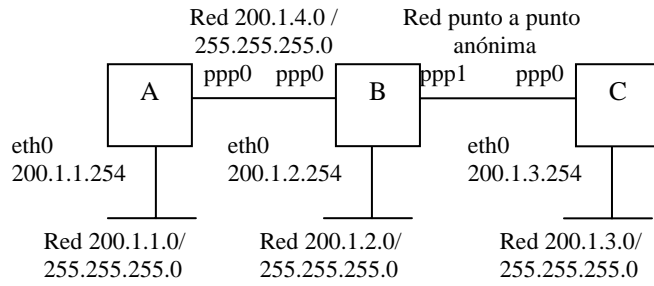 Red 200.1.4.0 /
255.255.255.0
Red punto a punto
anónima
A
ppp0
ppp0
B
ppp1
ppp0
C
eth0
200.1.1.254
eth0
200.1.2.254
eth0
200.1.3.254
Red 200.1.1.0/
255.255.255.0
Red 200.1.2.0/
255.255.255.0
Red 200.1.3.0/
255.255.255.0